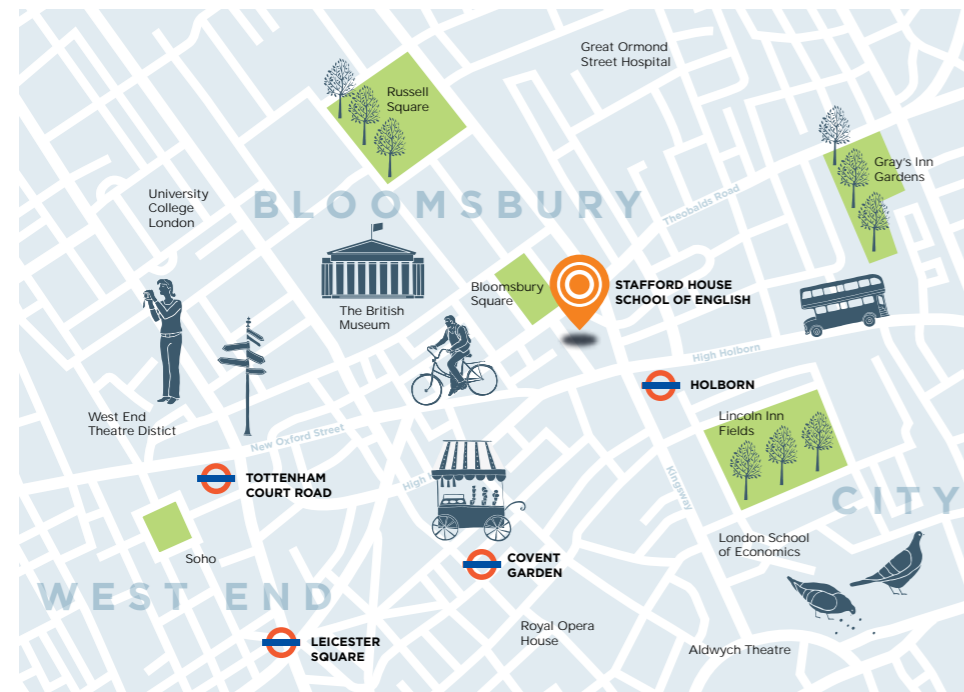 Great Ormond
Street Hospital
Russell
Square
Gray's Inn
Gardens
University
College
London
BLOOMSBURY
Theobalds Road
Bloomsbury
Square
STAFFORD HOUSE
SCHOOL OF ENGLISH
The British
Museum
High Holborn
HOLBORN
West End
Theatre Distict
Lincoln Inn
Fields
New Oxford Street
TOTTENHAM
COURT ROAD
High
Kingsway
CITY
London School
of Economics
Soho
COVENT
GARDEN
WEST END
Royal Opera
House
LEICESTER
SQUARE
Aldwych Theatre